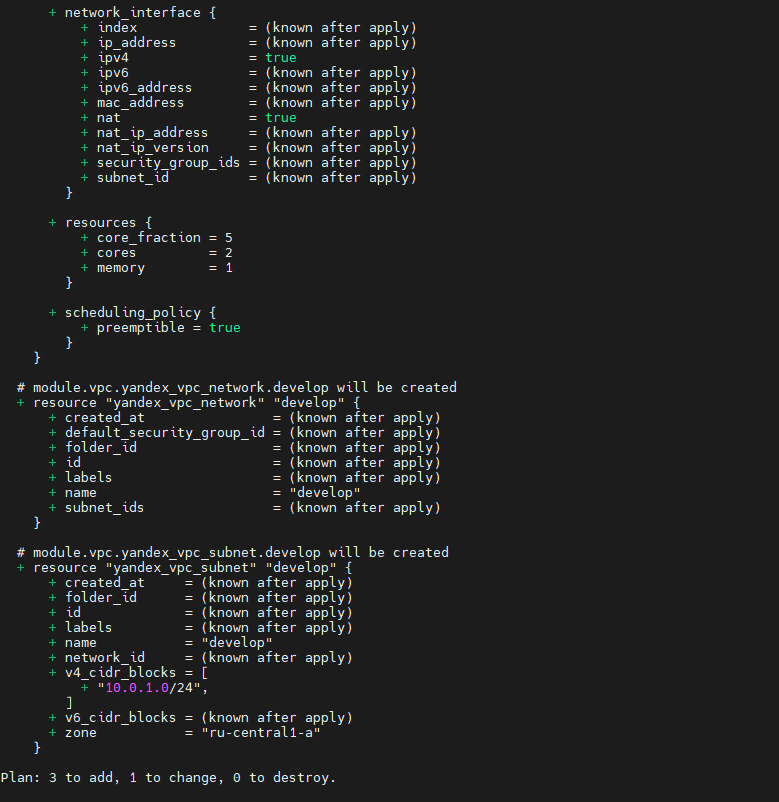 + network_interface {
+ index = (known after apply)
+ ip_address = (known after apply)
+ ipv4 = true
+ ipv6 = (known after apply)
+ ipv6_address = (known after apply)
+ mac_address = (known after apply)
+ nat = true
+ nat_ip_address = (known after apply)
+ nat_ip_version = (known after apply)
+ security_group_ids = (known after apply)
+ subnet_id = (known after apply)
}
+ resources {
+ core_fraction = 5
+ cores = 2
+ memory = 1
}
+ scheduling_policy {
+ preemptible = true
}
}
# module.vpc.yandex_vpc_network.develop will be created
+ resource "yandex_vpc_network" "develop" {
+ created_at = (known after apply)
+ default_security_group_id = (known after apply)
+ folder_id = (known after apply)
+ id = (known after apply)
+ labels = (known after apply)
+ name = "develop"
+ subnet_ids = (known after apply)
}
# module.vpc.yandex_vpc_subnet.develop will be created
+ resource "yandex_vpc_subnet" "develop" {
+ created_at = (known after apply)
+ folder_id = (known after apply)
+ id = (known after apply)
+ labels = (known after apply)
+ name = "develop"
+ network_id = (known after apply)
+ v4_cidr_blocks = [
+ "10.0.1.0/24",
]
+ v6_cidr_blocks = (known after apply)
+ zone = "ru-central1-a"
}
Plan: 3 to add, 1 to change, 0 to destroy.